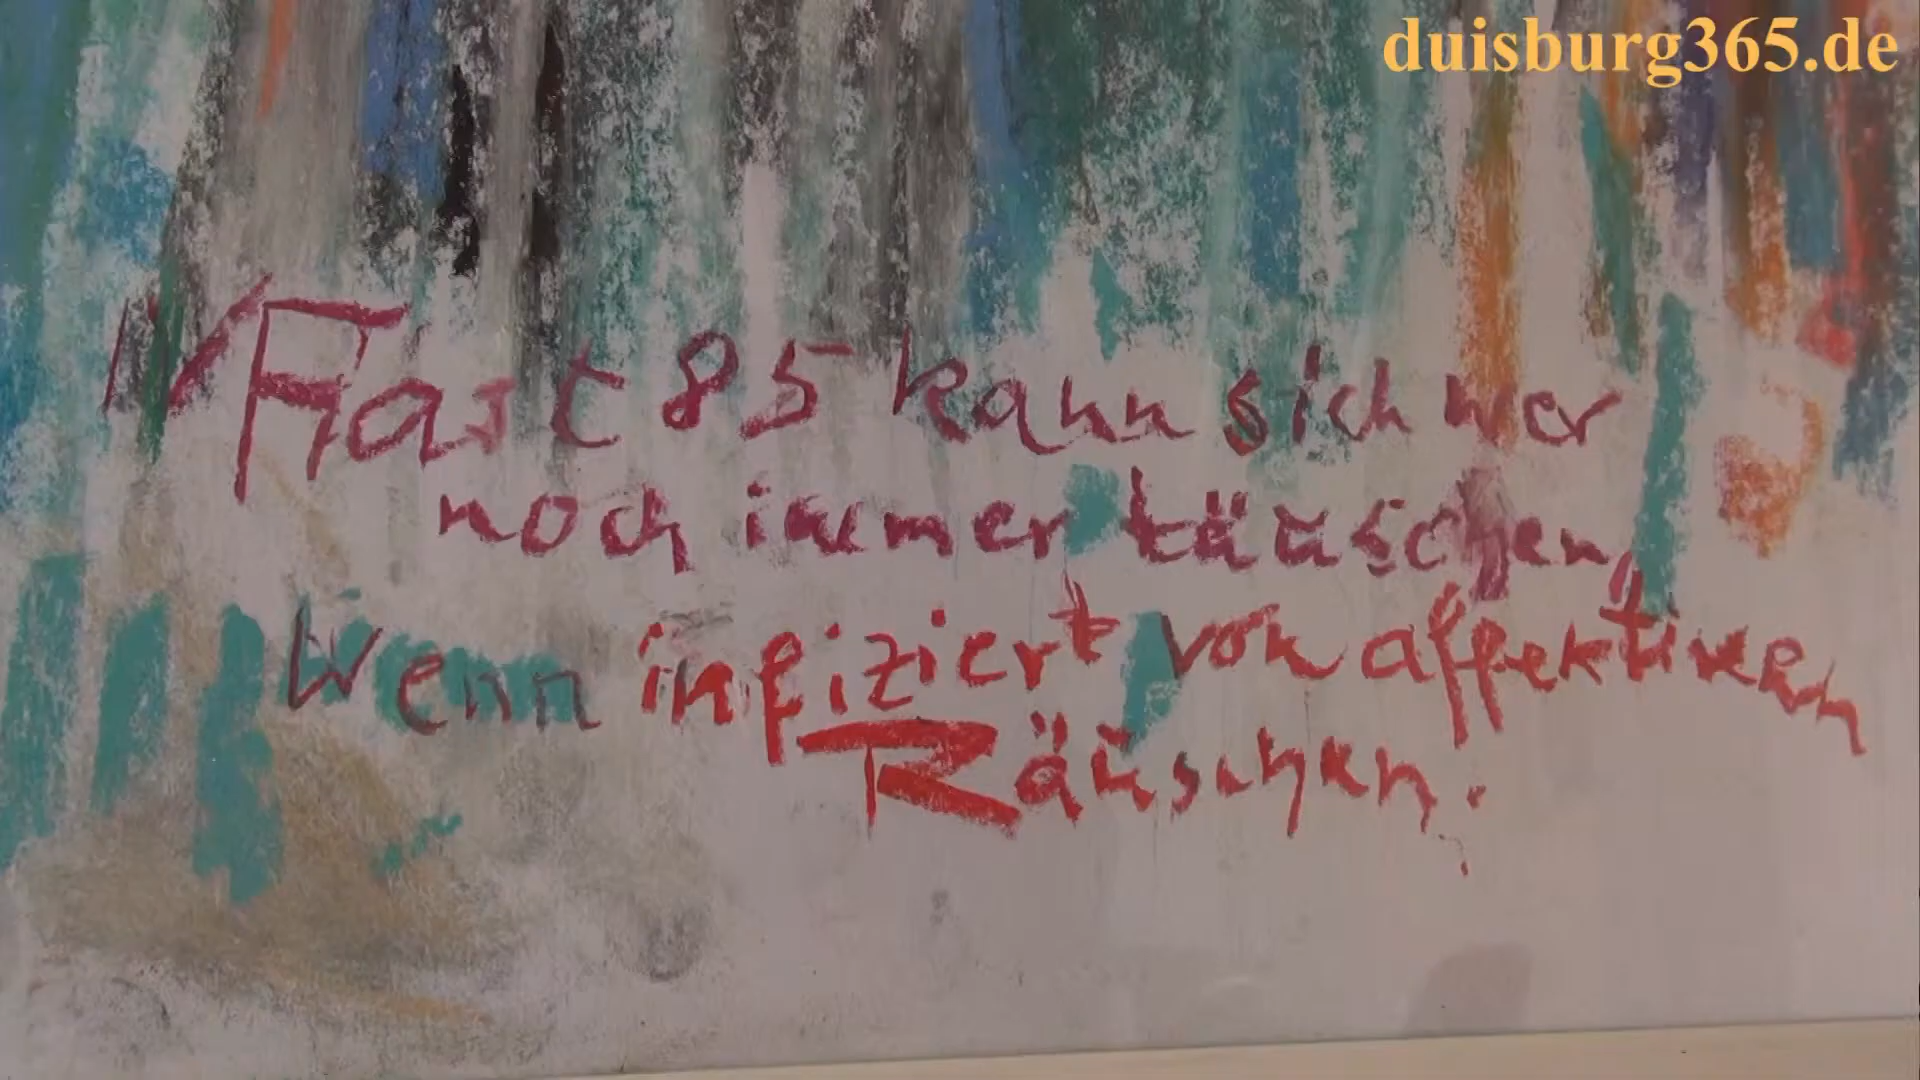 duisburg365.de
"Fast 85 kann sich wer
noch immer täuschen,
Wenn infiziert von affektiven
Räuschen.